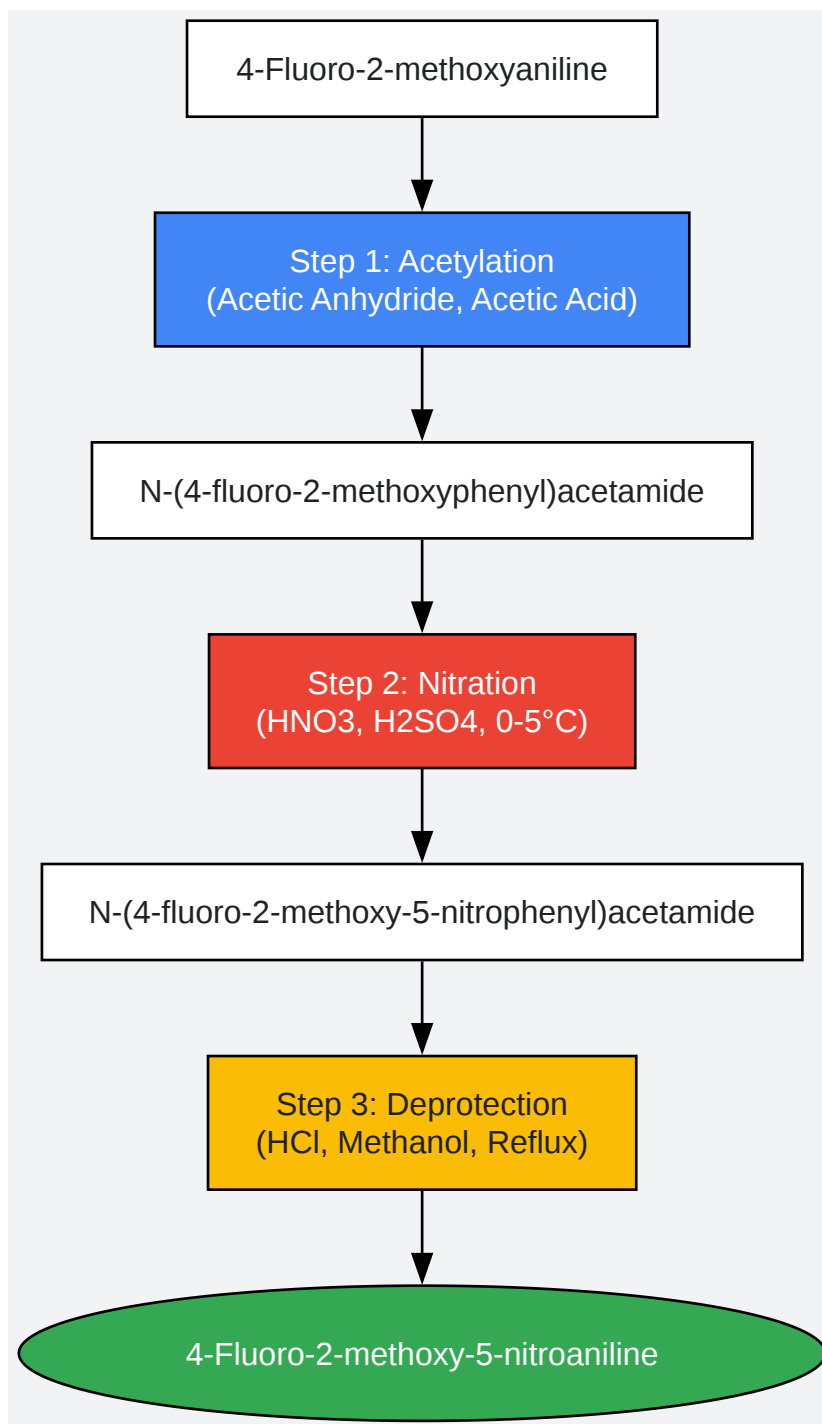 4-Fluoro-2-methoxyaniline
Step 1: Acetylation
(Acetic Anhydride, Acetic Acid)
N-(4-fluoro-2-methoxyphenyl)acetamide
Step 2: Nitration
(HNO3, H2SO4, 0-5°C)
N-(4-fluoro-2-methoxy-5-nitrophenyl)acetamide
Step 3: Deprotection
(HCl, Methanol, Reflux)
4-Fluoro-2-methoxy-5-nitroaniline